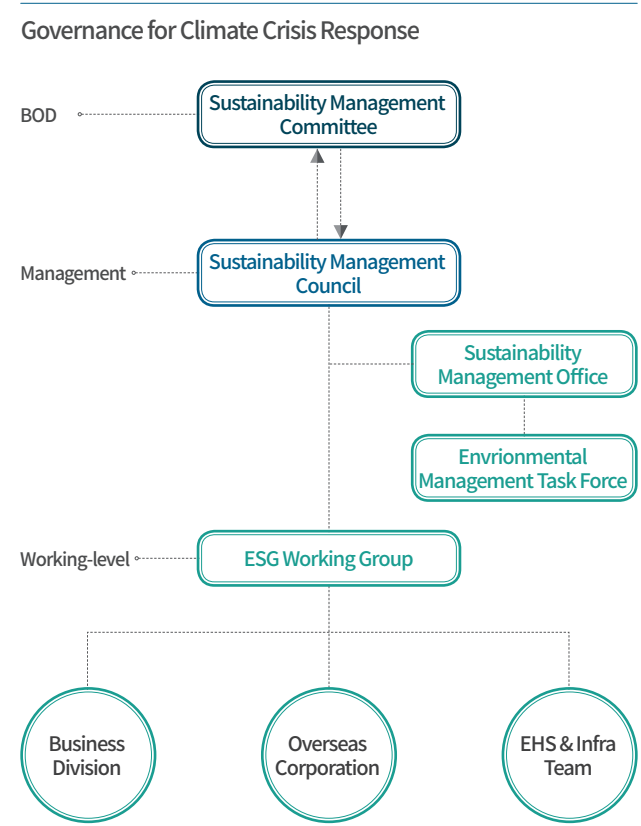 Governance for Climate Crisis Response
BOD
Sustainability Management
Committee
Management
Sustainability Management
Council
Sustainability
Management Office
Envrionmental
Management Task Force
Working-level
ESG Working Group
Business
Division
Overseas
Corporation
EHS & Infra
Team